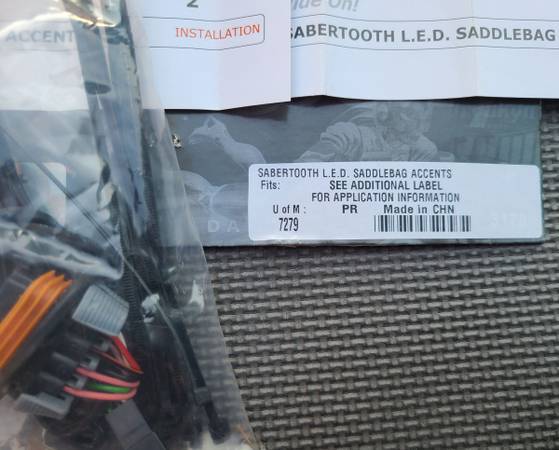 2
ACCENT
INSTALLATION
SABERTOOTH L.E.D. SADDLEBAG
SABERTOOTH L.E.D. SADDLEBAG ACCENTS
Fits: SEE ADDITIONAL LABEL
FOR APPLICATION INFORMATION
U of M : PR Made in CHN
7279